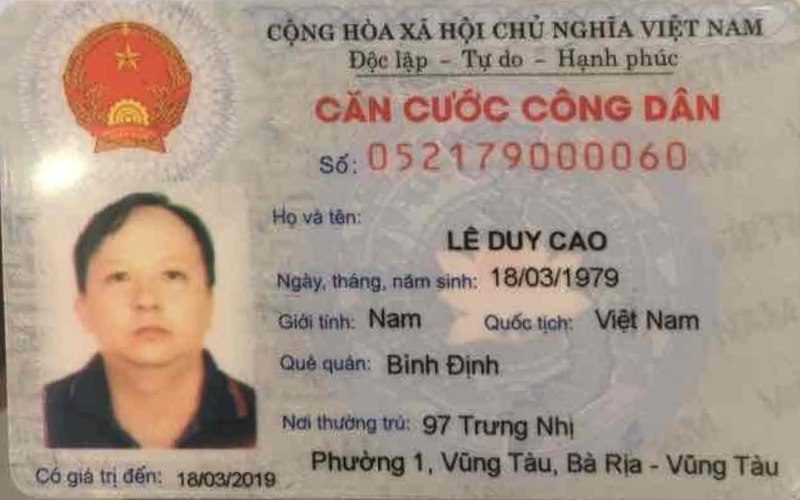 CỘNG HÒA XÃ HỘI CHỦ NGHĨA VIỆT NAM
Độc lập - Tự do - Hạnh phúc
CĂN CƯỚC CÔNG DÂN
Số: 052179000060
Họ và tên:
LÊ DUY CAO
Ngày, tháng, năm sinh: 18/03/1979
Giới tính: Nam Quốc tịch: Việt Nam
Quê quán: Bình Định
Nơi thường trú: 97 Trưng Nhị
Phường 1, Vũng Tàu, Bà Rịa - Vũng Tàu
Có giá trị đến: 18/03/2019